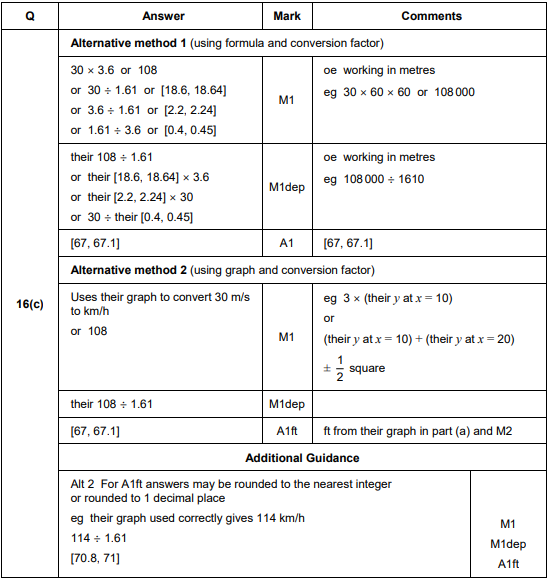 Q Answer Mark Comments
Alternative method 1 (using formula and conversion factor)
30 × 3.6 or 108
or 30 ÷ 1.61 or [18.6, 18.64]
or 3.6 ÷ 1.61 or [2.2, 2.24]
or 1.61 ÷ 3.6 or [0.4, 0.45]
M1
oe working in metres
eg 30 × 60 × 60 or 108 000
their 108 ÷ 1.61
or their [18.6, 18.64] × 3.6
or their [2.2, 2.24] × 30
or 30 ÷ their [0.4, 0.45]
M1dep
oe working in metres
eg 108 000 ÷ 1610
[67, 67.1] A1 [67, 67.1]
Alternative method 2 (using graph and conversion factor)
16(c)
Uses their graph to convert 30 m/s
to km/h
or 108
M1
eg 3 × (their y at x = 10)
or
(their y at x = 10) + (their y at x = 20)
± 1/2 square
their 108 ÷ 1.61 M1dep
[67, 67.1] A1ft ft from their graph in part (a) and M2
Additional Guidance
Alt 2 For A1ft answers may be rounded to the nearest integer
or rounded to 1 decimal place
eg their graph used correctly gives 114 km/h
114 ÷ 1.61
[70.8, 71]
M1
M1dep
A1ft